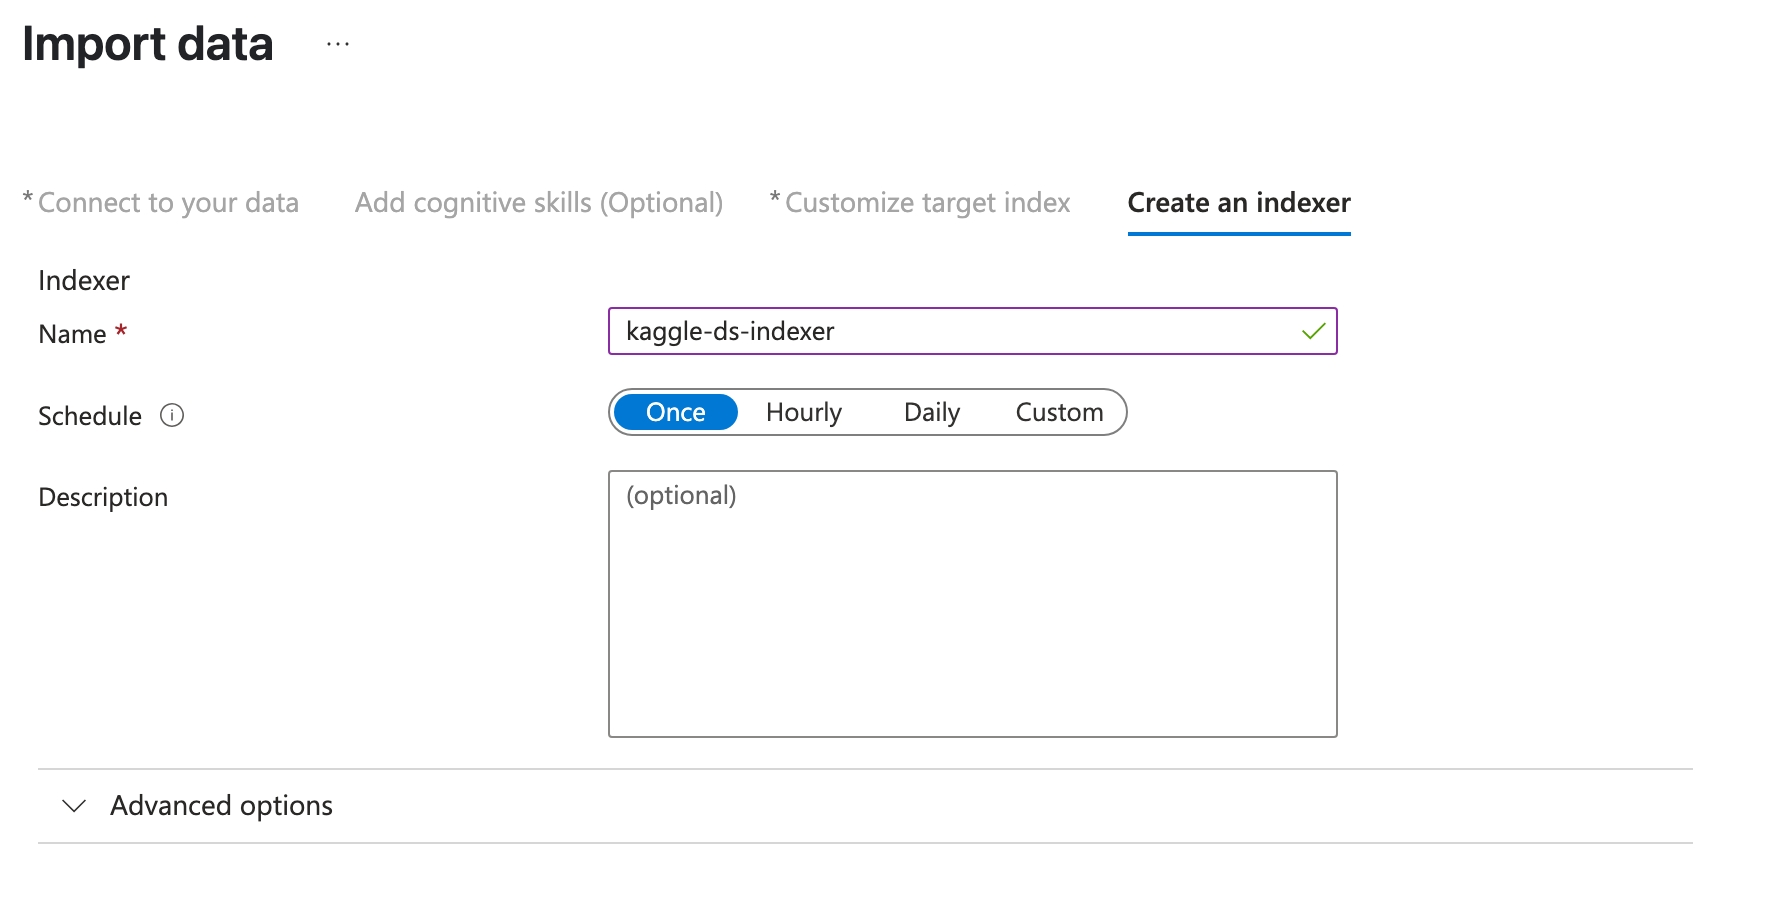 Import data ...
* Connect to your data Add cognitive skills (Optional) * Customize target index Create an indexer
Indexer
Name * kaggle-ds-indexer
Schedule Once Hourly Daily Custom
Description (optional)
Advanced options